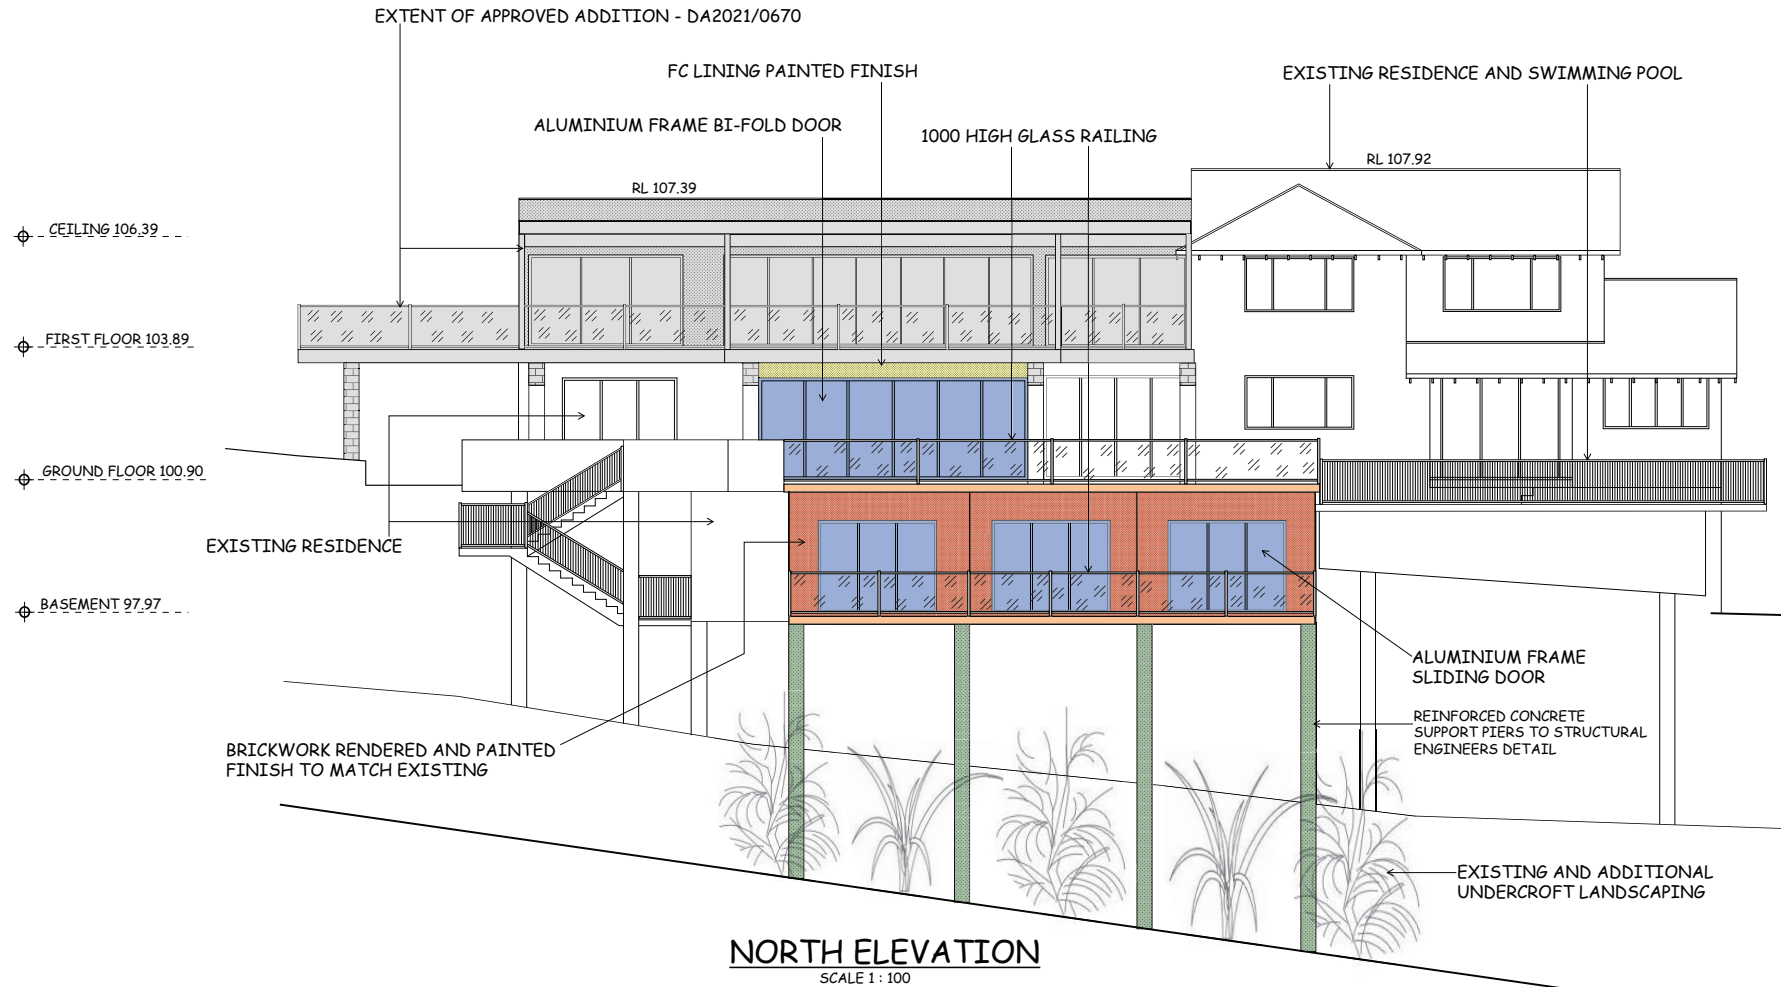 EXTENT OF APPROVED ADDITION - DA2021/0670
FC LINING PAINTED FINISH
EXISTING RESIDENCE AND SWIMMING POOL
ALUMINIUM FRAME BI-FOLD DOOR
1000 HIGH GLASS RAILING
RL 107.92
RL 107.39
CEILING 106.39
FIRST FLOOR 103.89
GROUND FLOOR 100.90
EXISTING RESIDENCE
BASEMENT 97.97
ALUMINIUM FRAME
SLIDING DOOR
REINFORCED CONCRETE
SUPPORT PIERS TO STRUCTURAL
ENGINEERS DETAIL
BRICKWORK RENDERED AND PAINTED
FINISH TO MATCH EXISTING
EXISTING AND ADDITIONAL
UNDERCROFT LANDSCAPING
NORTH ELEVATION
SCALE 1 : 100